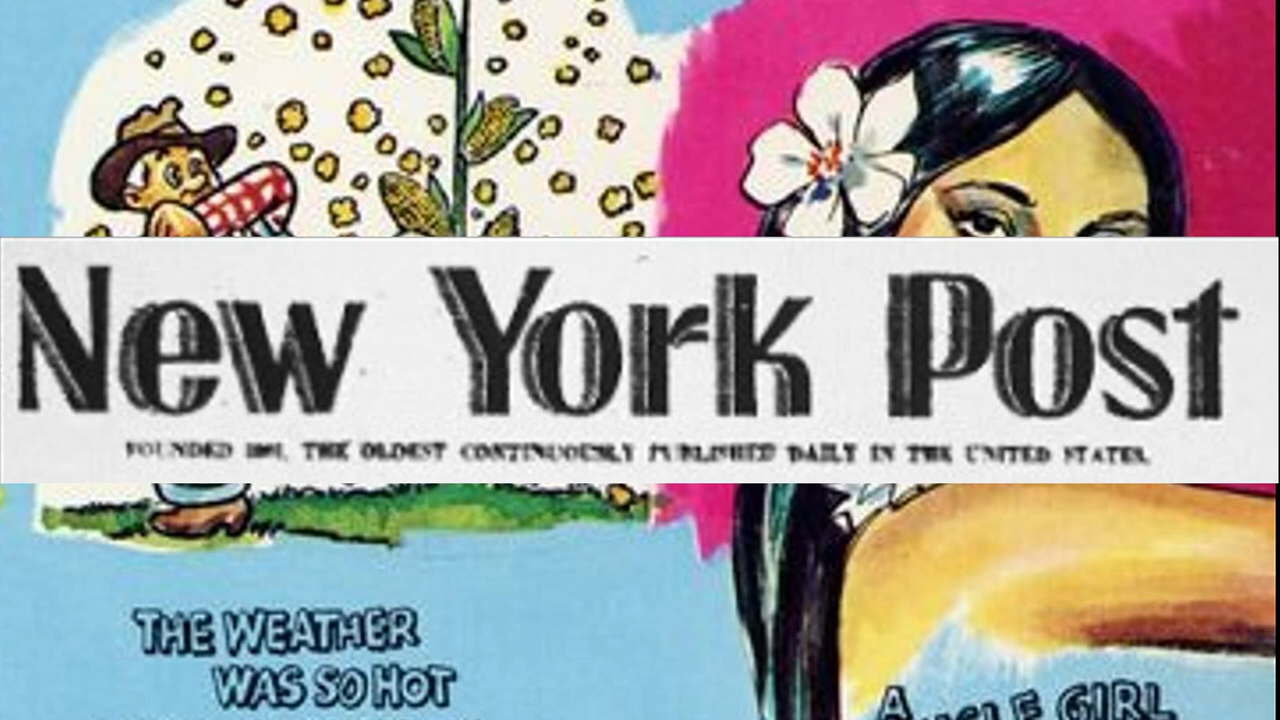 New York Post
FOUNDED 1801. THE OLDEST CONTINUOUSLY PUBLISHED DAILY IN THE UNITED STATES.
THE WEATHER
WAS SO HOT
A
GIRL